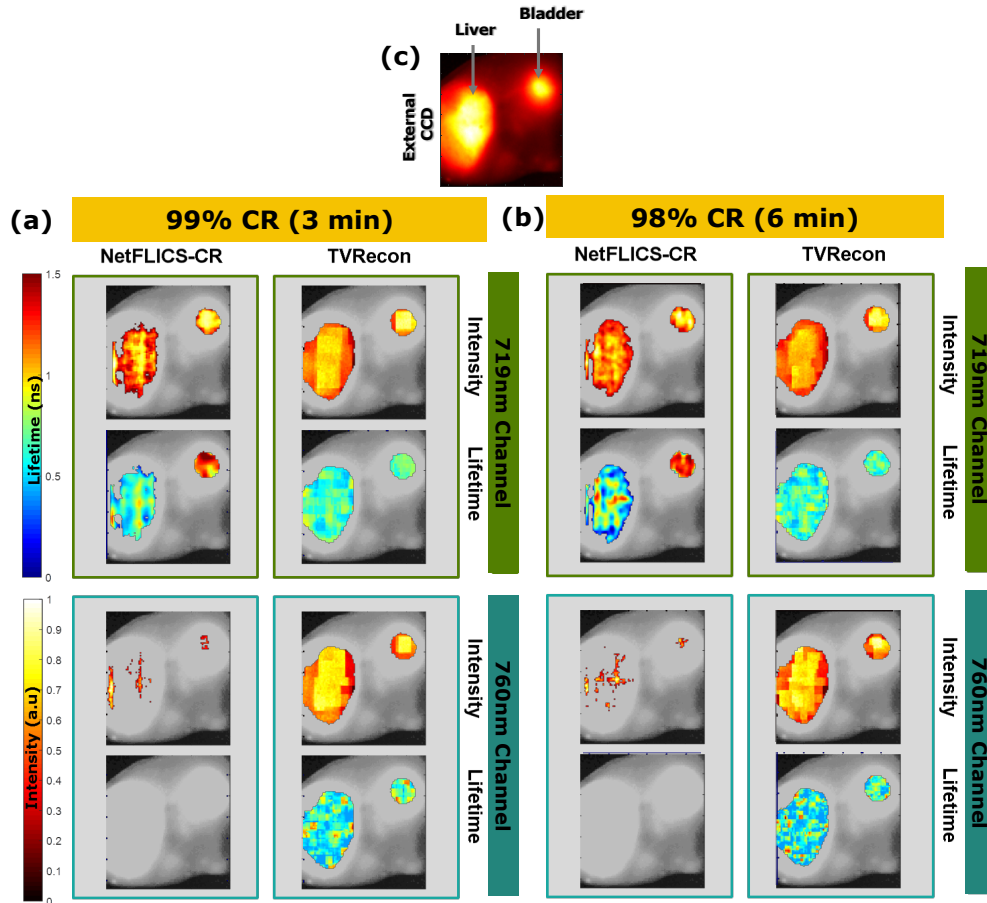 Bladder
Liver
(c)
External
CCD
(a)
99% CR (3 min)
(b)
98% CR (6 min)
NetFLICS-CR
TVRecon
NetFLICS-CR
TVRecon
1.5
1
0.5
0
Lifetime (ns)
Intensity
Lifetime
719nm Channel
Intensity
Lifetime
719nm Channel
1
0.9
0.8
0.7
0.6
0.5
0.4
0.3
0.2
0.1
0
Intensity (a.u)
Intensity
Lifetime
760nm Channel
Intensity
Lifetime
760nm Channel